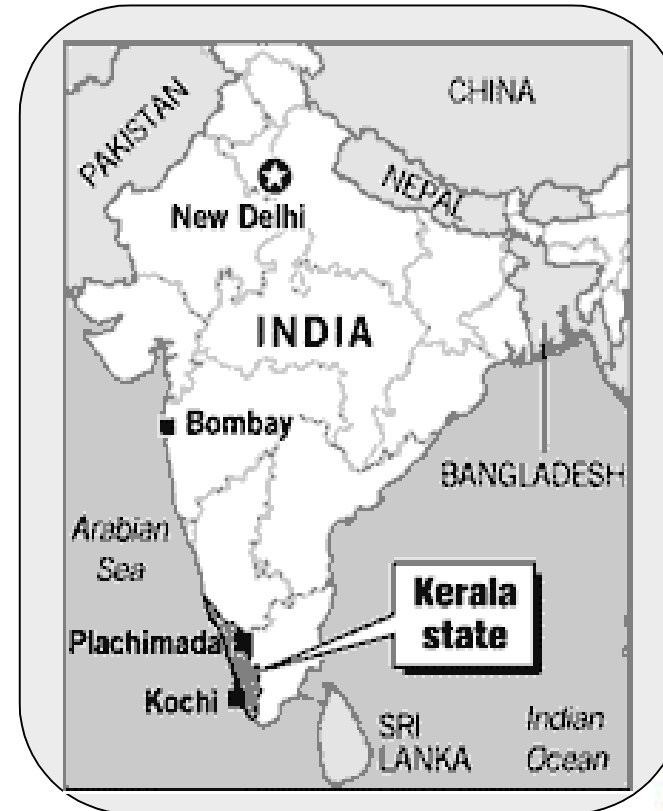 CHINA
PAKISTAN
NEPAL
New Delhi
INDIA
Bombay
BANGLADESH
Arabian
Sea
Kerala
state
Plachimada
Kochi
SRI
LANKA
Indian
Ocean